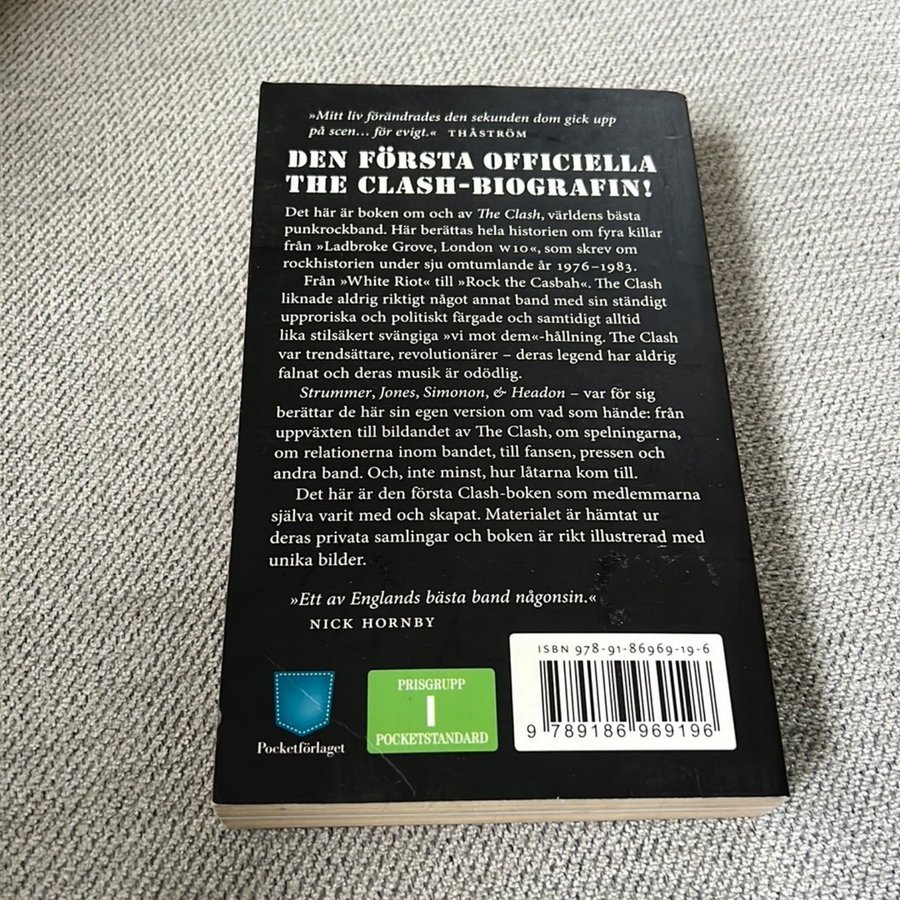 »Mitt liv förändrades den sekunden dom gick upp
på scen... för evigt.« THÅSTRÖM
DEN FÖRSTA OFFICIELLA
THE CLASH-BIOGRAFIN!
Det här är boken om och av The Clash, världens bästa
punkrockband. Här berättas hela historien om fyra killar
från »Ladbroke Grove, London W10«, som skrev om
rockhistorien under sju omtumlande år 1976–1983.
Från »White Riot« till »Rock the Casbah«. The Clash
liknade aldrig riktigt något annat band med sin ständigt
upproriska och politiskt färgade och samtidigt alltid
lika stilsäkert svängiga »vi mot dem«-hållning. The Clash
var trendsättare, revolutionärer – deras legend har aldrig
falnat och deras musik är odödlig.
Strummer, Jones, Simonon, & Headon – var för sig
berättar de här sin egen version om vad som hände: från
uppväxten till bildandet av The Clash, om spelningarna,
om relationerna inom bandet, till fansen, pressen och
andra band. Och, inte minst, hur låtarna kom till.
Det här är den första Clash-boken som medlemmarna
själva varit med och skapat. Materialet är hämtat ur
deras privata samlingar och boken är rikt illustrerad med
unika bilder.
»Ett av Englands bästa band någonsin.«
NICK HORNBY
ISBN 978-91-86969-19-6
9 789186 969196
PRISGRUPP
1
POCKETSTANDARD
Pocketförlaget